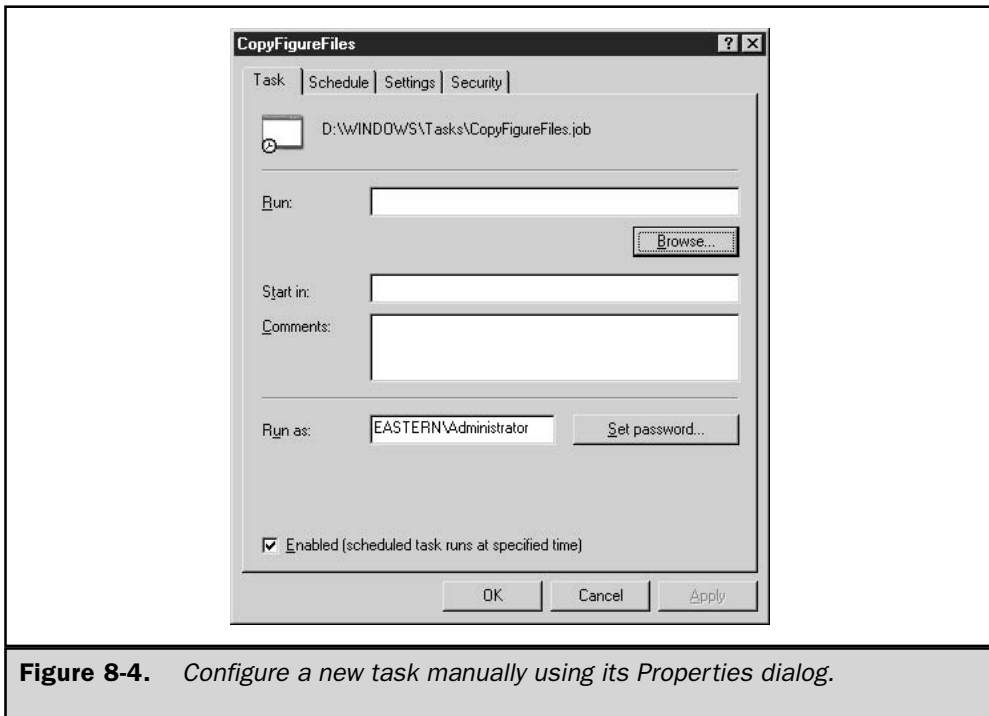 CopyFigureFiles
Task Schedule Settings Security
D:\WINDOWS\Tasks\CopyFigureFiles.job
Run:
Browse...
Start in:
Comments:
Run as: EASTERN\Administrator Set password...
Enabled (scheduled task runs at specified time)
OK Cancel Apply
Figure 8-4. Configure a new task manually using its Properties dialog.